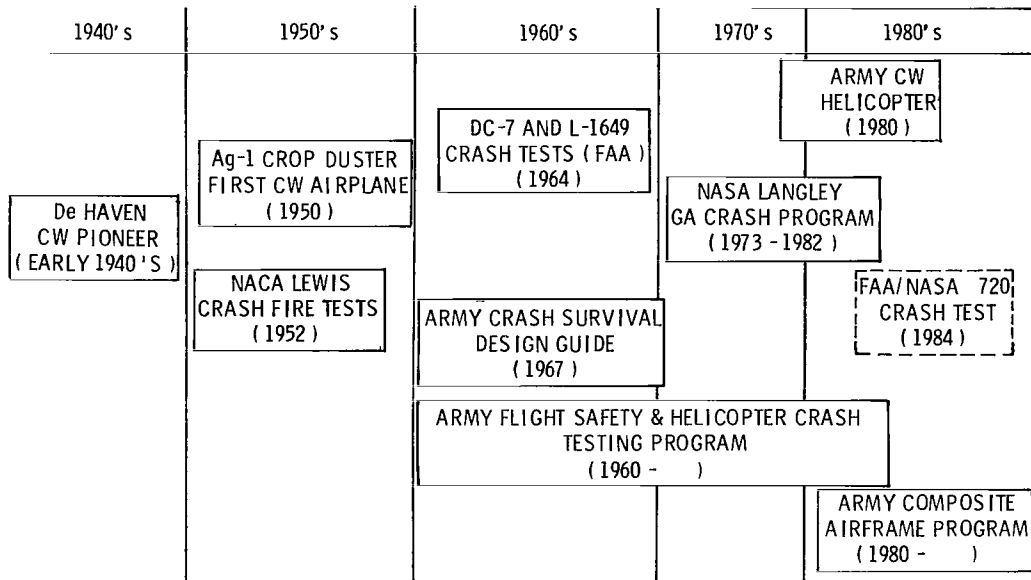 1940's
1950's
1960's
1970's
1980's
De HAVEN
CW PIONEER
(EARLY 1940'S)
Ag-1 CROP DUSTER
FIRST CW AIRPLANE
(1950)
NACA LEWIS
CRASH FIRE TESTS
(1952)
DC-7 AND L-1649
CRASH TESTS (FAA)
(1964)
ARMY CRASH SURVIVAL
DESIGN GUIDE
(1967)
ARMY FLIGHT SAFETY & HELICOPTER CRASH
TESTING PROGRAM
(1960 -     )
NASA LANGLEY
GA CRASH PROGRAM
(1973 -1982)
ARMY CW
HELICOPTER
(1980)
FAA/NASA 720
CRASH TEST
(1984)
ARMY COMPOSITE
AIRFRAME PROGRAM
(1980 -     )